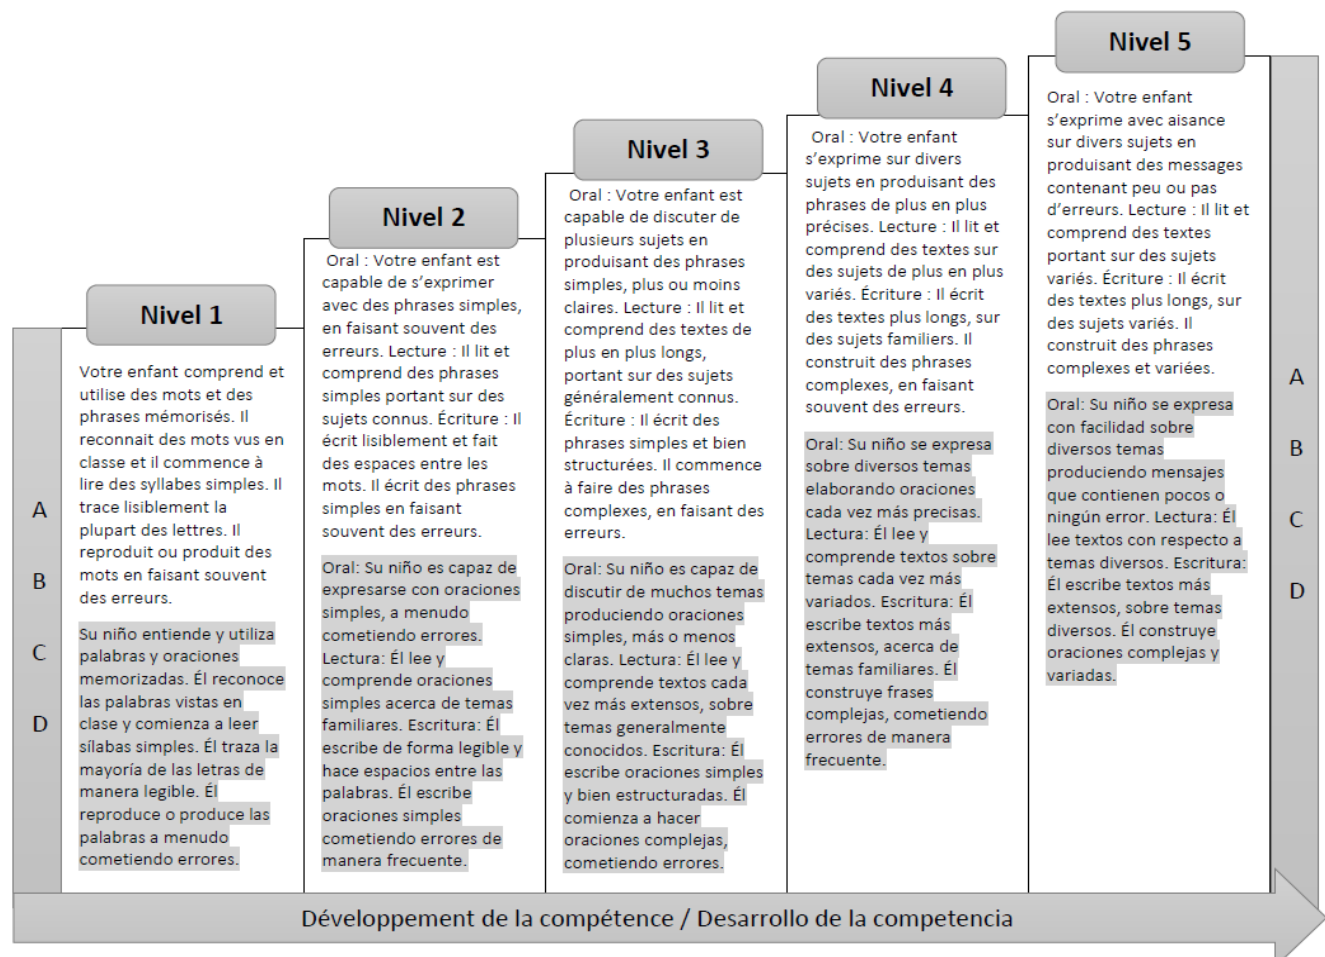 A
B
C
D
Nivel 1
Votre enfant comprend et
utilise des mots et des
phrases mémorisés. Il
reconnait des mots vus en
classe et il commence à
lire des syllabes simples. Il
trace lisiblement la
plupart des lettres. Il
reproduit ou produit des
mots en faisant souvent
des erreurs.
Su niño entiende y utiliza
palabras y oraciones
memorizadas. Él reconoce
las palabras vistas en
clase y comienza a leer
sílabas simples. Él traza la
mayoría de las letras de
manera legible. Él
reproduce o produce las
palabras a menudo
cometiendo errores.
Nivel 2
Oral : Votre enfant est
capable de s'exprimer
avec des phrases simples,
en faisant souvent des
erreurs. Lecture : Il lit et
comprend des phrases
simples portant sur des
sujets connus. Écriture : Il
écrit lisiblement et fait
des espaces entre les
mots. Il écrit des phrases
simples en faisant
souvent des erreurs.
Oral: Su niño es capaz de
expresarse con oraciones
simples, a menudo
cometiendo errores.
Lectura: Él lee y
comprende oraciones
simples acerca de temas
familiares. Escritura: Él
escribe de forma legible y
hace espacios entre las
palabras. Él escribe
oraciones simples
cometiendo errores de
manera frecuente.
Nivel 3
Oral : Votre enfant est
capable de discuter de
plusieurs sujets en
produisant des phrases
simples, plus ou moins
claires. Lecture : Il lit et
comprend des textes de
plus en plus longs,
portant sur des sujets
généralement connus.
Écriture : Il écrit des
phrases simples et bien
structurées. Il commence
à faire des phrases
complexes, en faisant des
erreurs.
Oral: Su niño es capaz de
discutir de muchos temas
produciendo oraciones
simples, más o menos
claras. Lectura: Él lee y
comprende textos cada
vez más extensos, sobre
temas generalmente
conocidos. Escritura: Él
escribe oraciones simples
y bien estructuradas. Él
comienza a hacer
oraciones complejas,
cometiendo errores.
Nivel 4
Oral : Votre enfant
s'exprime sur divers
sujets en produisant des
phrases de plus en plus
précises. Lecture : Il lit et
comprend des textes sur
des sujets de plus en plus
variés. Écriture : Il écrit
des textes plus longs, sur
des sujets familiers. Il
construit des phrases
complexes, en faisant
souvent des erreurs.
Oral: Su niño se expresa
sobre diversos temas
elaborando oraciones
cada vez más precisas.
Lectura: Él lee y
comprende textos sobre
temas cada vez más
variados. Escritura: Él
escribe textos más
extensos, acerca de
temas familiares. Él
construye frases
complejas, cometiendo
errores de manera
frecuente.
Nivel 5
Oral : Votre enfant
s'exprime avec aisance
sur divers sujets en
produisant des messages
contenant peu ou pas
d'erreurs. Lecture : Il lit et
comprend des textes
portant sur des sujets
variés. Écriture : Il écrit
des textes plus longs, sur
des sujets variés. Il
construit des phrases
complexes et variées.
Oral: Su niño se expresa
con facilidad sobre
diversos temas
produciendo mensajes
que contienen pocos o
ningún error. Lectura: Él
lee textos con respecto a
temas diversos. Escritura:
Él escribe textos más
extensos, sobre temas
diversos. Él construye
oraciones complejas y
variadas.
A
B
C
D
Développement de la compétence / Desarrollo de la competencia